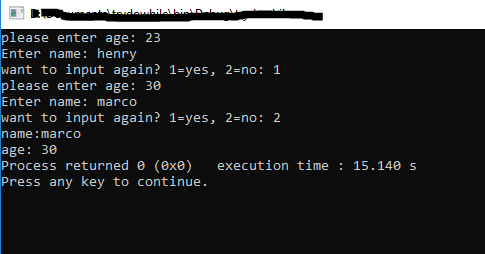 please enter age: 23
Enter name: henry
want to input again? 1=yes, 2=no: 1
please enter age: 30
Enter name: marco
want to input again? 1=yes, 2=no: 2
name:marco
age: 30
Process returned 0 (0x0)   execution time : 15.140 s
Press any key to continue.